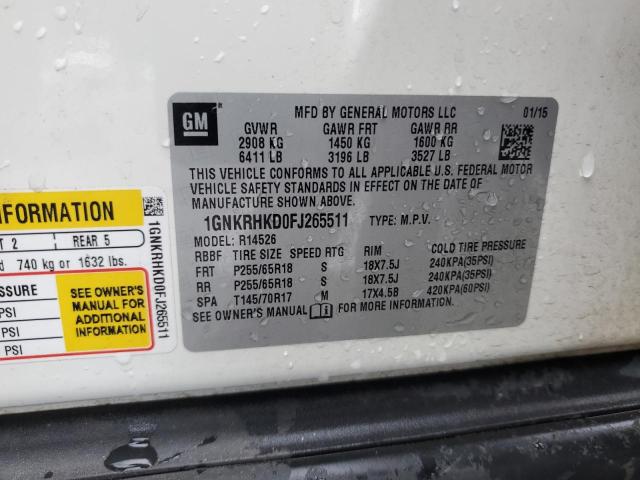 GM
MFD BY GENERAL MOTORS LLC 01/15
GVWR GAWR FRT GAWR RR
2908 KG 1450 KG 1600 KG
6411 LB 3196 LB 3527 LB
THIS VEHICLE CONFORMS TO ALL APPLICABLE U.S. FEDERAL MOTOR
VEHICLE SAFETY STANDARDS IN EFFECT ON THE DATE OF
MANUFACTURE SHOWN ABOVE.
1GNKRHKD0FJ265511 TYPE: M.P.V.
MODEL: R14526
RBBF TIRE SIZE SPEED RTG RIM COLD TIRE PRESSURE
FRT P255/65R18 S 18X7.5J 240KPA(35PSI)
RR P255/65R18 S 18X7.5J 240KPA(35PSI)
SPA T145/70R17 M 17X4.5B 420KPA(60PSI)
SEE OWNER'S MANUAL FOR MORE INFORMATION.
INFORMATION
2 REAR 5
740 kg or 1632 lbs.
SEE OWNER'S
MANUAL FOR
ADDITIONAL
INFORMATION
PSI
PSI
1GNKRHKD0FJ265511